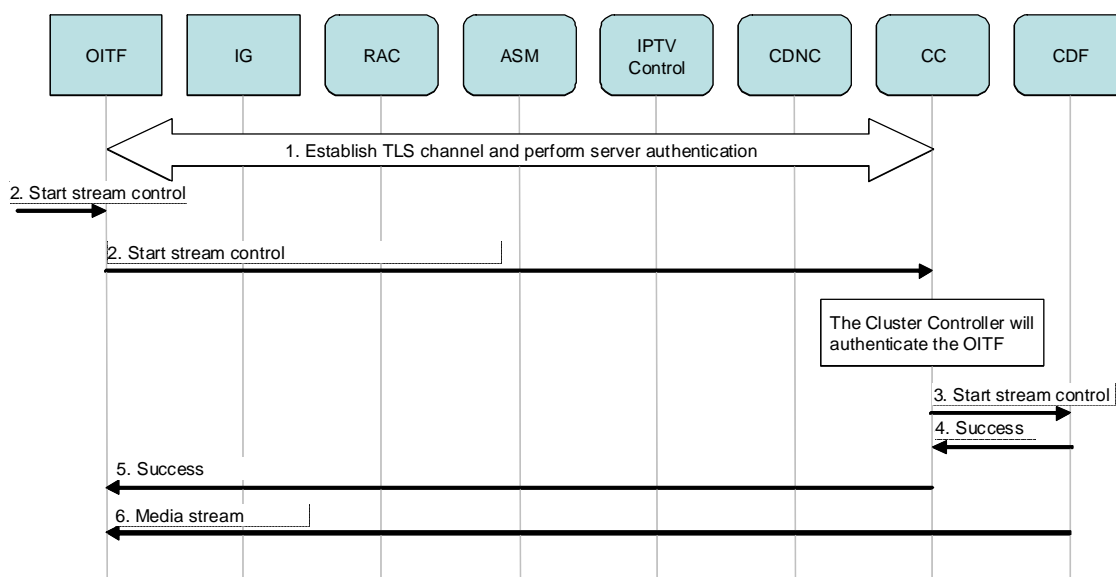 OITF
IG
RAC
ASM
IPTV
Control
CDNC
CC
CDF
1. Establish TLS channel and perform server authentication
2. Start stream control
2. Start stream control
The Cluster Controller will
authenticate the OITF
3. Start stream control
4. Success
5. Success
6. Media stream